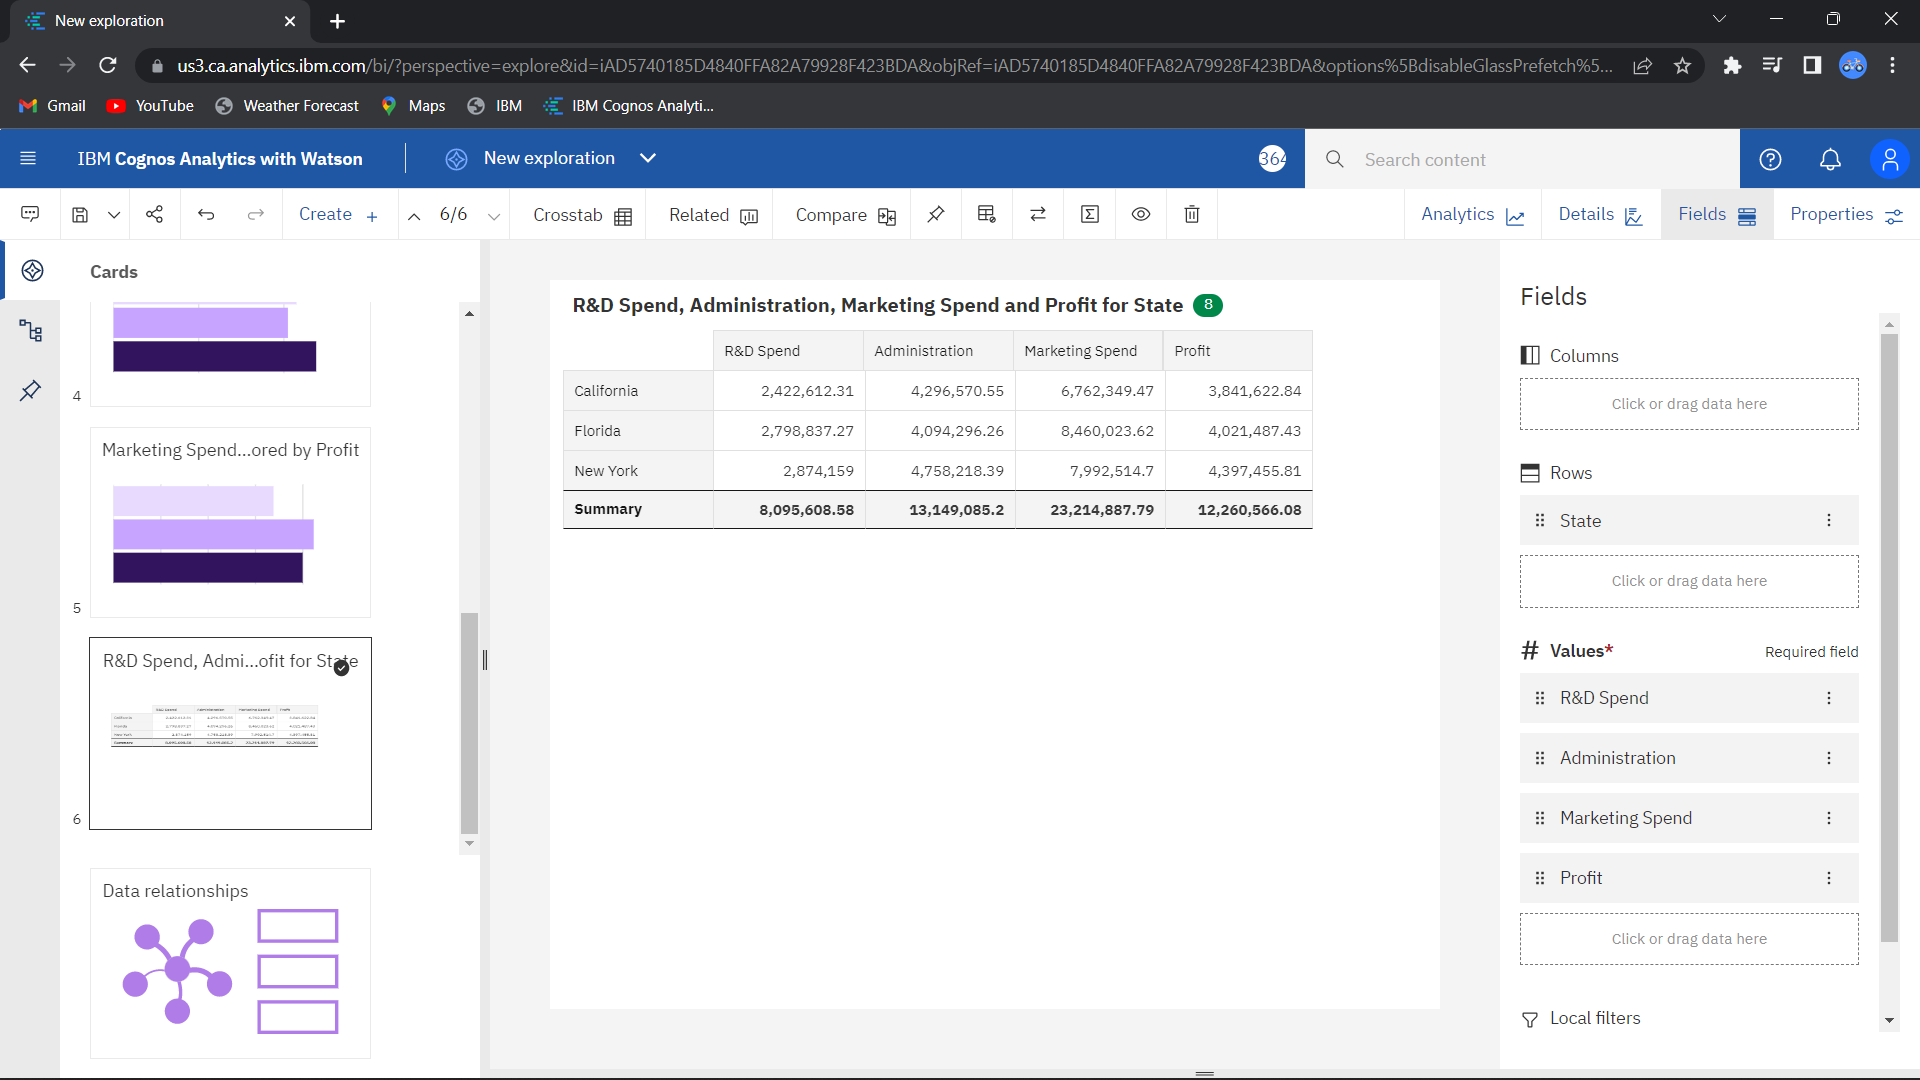 New exploration
us3.ca.analytics.ibm.com/bi/?perspective=explore&id=iAD5740185D4840FFA82A79928F423BDA&objRef=iAD5740185D4840FFA82A79928F423BDA&options%5BdisableGlassPrefetch%5...
Gmail YouTube Weather Forecast Maps IBM IBM Cognos Analyti...
IBM Cognos Analytics with Watson New exploration 364 Search content
Create + 6/6 Crosstab Related Compare Analytics Details Fields Properties
Cards
4
Marketing Spend...ored by Profit
5
R&D Spend, Admi...ofit for State
6
Data relationships
R&D Spend, Administration, Marketing Spend and Profit for State 8
R&D Spend Administration Marketing Spend Profit
California 2,422,612.31 4,296,570.55 6,762,349.47 3,841,622.84
Florida 2,798,837.27 4,094,296.26 8,460,023.62 4,021,487.43
New York 2,874,159 4,758,218.39 7,992,514.7 4,397,455.81
Summary 8,095,608.58 13,149,085.2 23,214,887.79 12,260,566.08
Fields
Columns
Click or drag data here
Rows
State
Click or drag data here
# Values* Required field
R&D Spend
Administration
Marketing Spend
Profit
Click or drag data here
Local filters